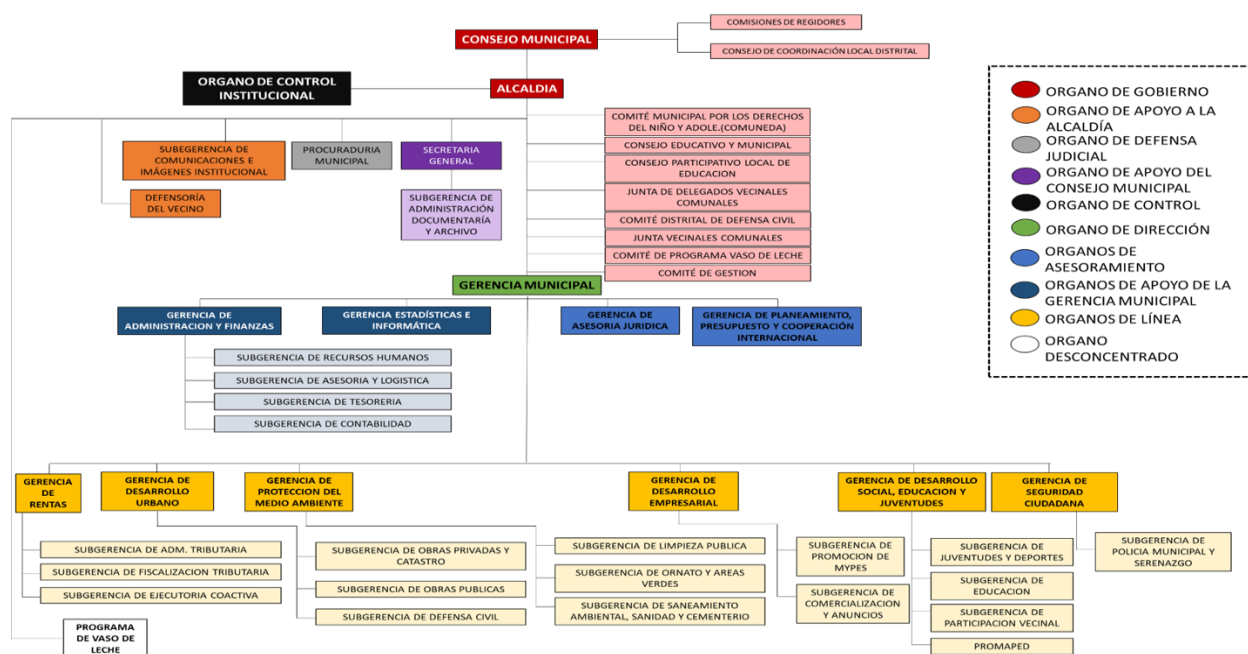 COMISIONES DE REGIDORES
CONSEJO MUNICIPAL
CONSEJO DE COORDINACIÓN LOCAL DISTRITAL
ORGANO DE CONTROL
INSTITUCIONAL
ALCALDIA
COMITÉ MUNICIPAL POR LOS DERECHOS
DEL NIÑO Y ADOLE.(COMUNEDA)
CONSEJO EDUCATIVO Y MUNICIPAL
CONSEJO PARTICIPATIVO LOCAL DE
EDUCACION
JUNTA DE DELEGADOS VECINALES
COMUNALES
COMITÉ DISTRITAL DE DEFENSA CIVIL
JUNTA VECINALES COMUNALES
COMITÉ DE PROGRAMA VASO DE LECHE
COMITÉ DE GESTION
SUBEGERENCIA DE
COMUNICACIONES E
IMÁGENES INSTITUCIONAL
PROCURADURIA
MUNICIPAL
SECRETARIA
GENERAL
DEFENSORÍA
DEL VECINO
SUBGERENCIA DE
ADMINISTRACIÓN
DOCUMENTARÍA
Y ARCHIVO
GERENCIA MUNICIPAL
GERENCIA DE
ADMINISTRACION Y FINANZAS
GERENCIA ESTADÍSTICAS E
INFORMÁTICA
GERENCIA DE
ASESORIA JURIDICA
GERENCIA DE PLANEAMIENTO,
PRESUPUESTO Y COOPERACIÓN
INTERNACIONAL
SUBGERENCIA DE RECURSOS HUMANOS
SUBGERENCIA DE ASESORIA Y LOGISTICA
SUBGERENCIA DE TESORERIA
SUBGERENCIA DE CONTABILIDAD
GERENCIA
DE
RENTAS
GERENCIA DE
DESARROLLO
URBANO
GERENCIA DE
PROTECCION DEL
MEDIO AMBIENTE
GERENCIA DE
DESARROLLO
EMPRESARIAL
GERENCIA DE DESARROLLO
SOCIAL, EDUCACION Y
JUVENTUDES
GERENCIA DE
SEGURIDAD
CIUDADANA
SUBGERENCIA DE ADM. TRIBUTARIA
SUBGERENCIA DE FISCALIZACION TRIBUTARIA
SUBGERENCIA DE EJECUTORIA COACTIVA
SUBGERENCIA DE OBRAS PRIVADAS Y
CATASTRO
SUBGERENCIA DE OBRAS PUBLICAS
SUBGERENCIA DE DEFENSA CIVIL
SUBGERENCIA DE LIMPIEZA PUBLICA
SUBGERENCIA DE ORNATO Y AREAS
VERDES
SUBGERENCIA DE SANEAMIENTO
AMBIENTAL, SANIDAD Y CEMENTERIO
SUBGERENCIA DE
PROMOCION DE
MYPES
SUBGERENCIA DE
COMERCIALIZACION
Y ANUNCIOS
SUBGERENCIA DE
JUVENTUDES Y DEPORTES
SUBGERENCIA DE
EDUCACION
SUBGERENCIA DE
PARTICIPACION VECINAL
PROMAPED
SUBGERENCIA DE
POLICIA MUNICIPAL Y
SERENAZGO
PROGRAMA
DE VASO DE
LECHE
ORGANO DE GOBIERNO
ORGANO DE APOYO A LA
ALCALDÍA
ORGANO DE DEFENSA
JUDICIAL
ORGANO DE APOYO DEL
CONSEJO MUNICIPAL
ORGANO DE CONTROL
ORGANO DE DIRECCIÓN
ORGANOS DE
ASESORAMIENTO
ORGANOS DE APOYO DE LA
GERENCIA MUNICIPAL
ORGANOS DE LÍNEA
ORGANO
DESCONCENTRADO